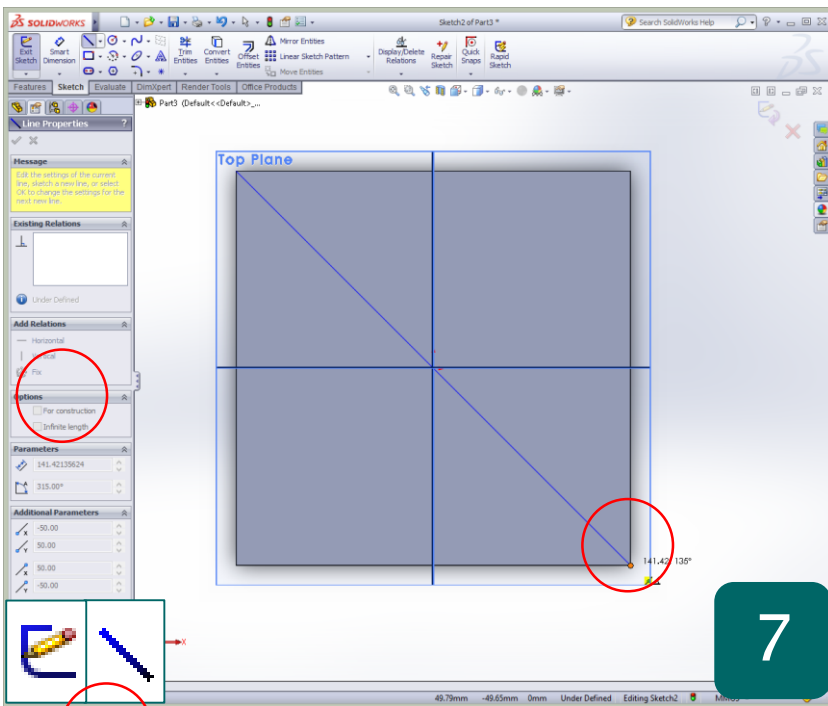 SOLIDWORKS
Sketch2 of Part3 *
Search SolidWorks Help
Exit Sketch
Smart Dimension
Trim Entities
Convert Entities
Offset Entities
Mirror Entities
Linear Sketch Pattern
Move Entities
Display/Delete Relations
Repair Sketch
Quick Snaps
Rapid Sketch
Features Sketch Evaluate DimXpert Render Tools Office Products
Part3 (Default<<Default>_...
Line Properties ?
Message
Edit the settings of the current
line, sketch a new line, or select
OK to change the settings for the
next new line.
Existing Relations
Under Defined
Add Relations
Horizontal
Vertical
Fix
Options
For construction
Infinite length
Parameters
141.42135624
315.00°
Additional Parameters
-50.00
50.00
50.00
-50.00
Top Plane
141.42, 135°
X
7
49.79mm -49.65mm 0mm Under Defined Editing Sketch2